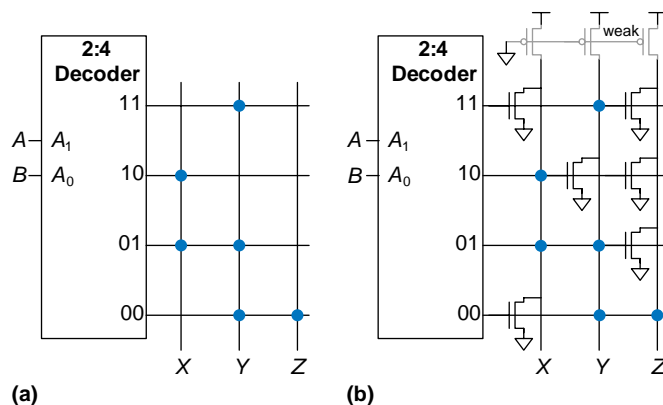 2:4
Decoder
11
A A₁
B A₀
10
01
00
X Y Z
(a)
weak
2:4
Decoder
11
A A₁
B A₀
10
01
00
X Y Z
(b)